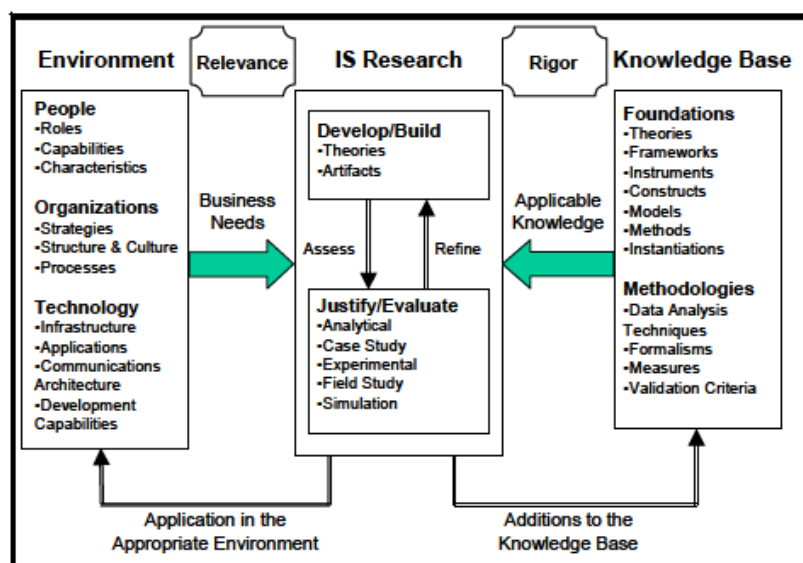 Environment
Relevance
IS Research
Rigor
Knowledge Base
People
▪Roles
▪Capabilities
▪Characteristics
Organizations
▪Strategies
▪Structure & Culture
▪Processes
Technology
▪Infrastructure
▪Applications
▪Communications
Architecture
▪Development
Capabilities
Business
Needs
Develop/Build
▪Theories
▪Artifacts
Assess
Refine
Justify/Evaluate
▪Analytical
▪Case Study
▪Experimental
▪Field Study
▪Simulation
Applicable
Knowledge
Foundations
▪Theories
▪Frameworks
▪Instruments
▪Constructs
▪Models
▪Methods
▪Instantiations
Methodologies
▪Data Analysis
Techniques
▪Formalisms
▪Measures
▪Validation Criteria
Application in the
Appropriate Environment
Additions to the
Knowledge Base